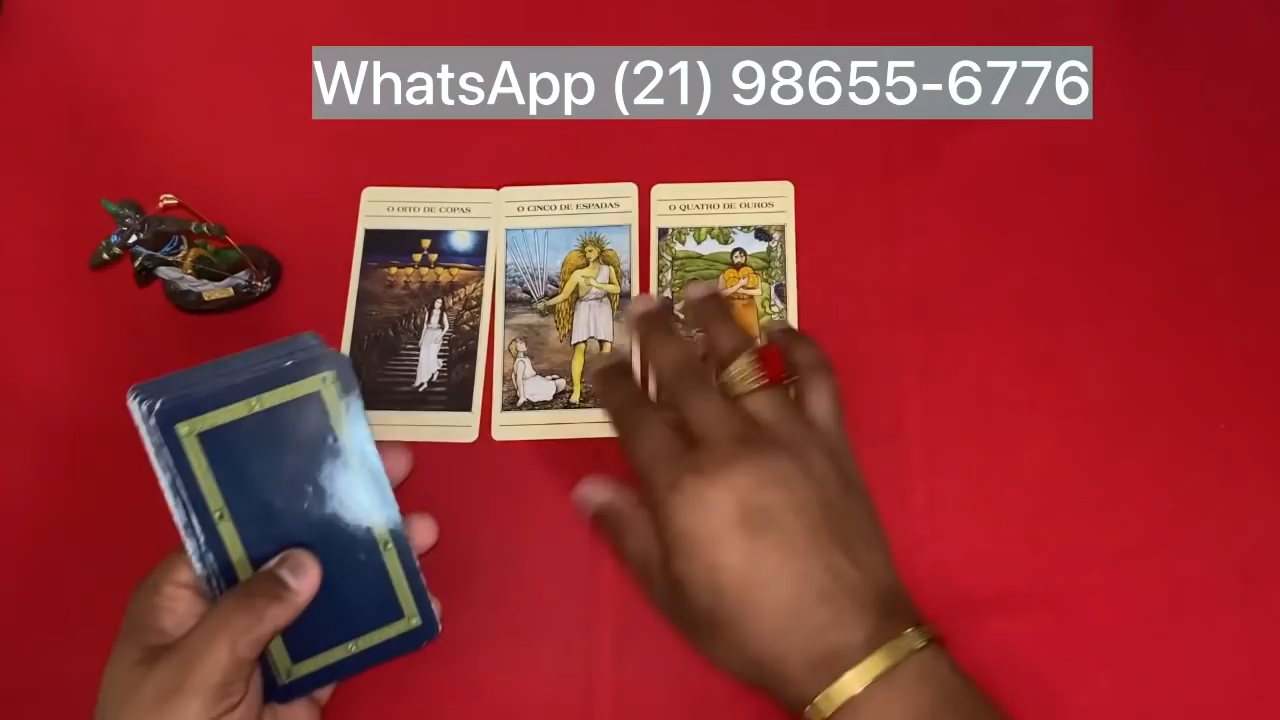 WhatsApp (21) 98655-6776
O OITO DE COPAS
O CINCO DE ESPADAS
O QUATRO DE OUROS